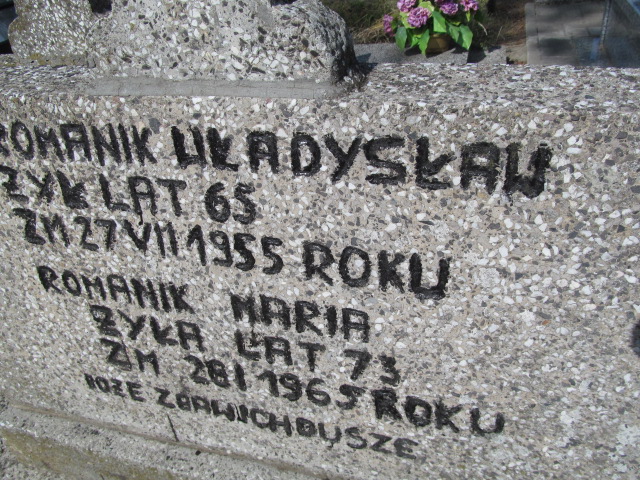 ROMANIK WŁADYSŁAW
ŻYŁ LAT 65
ZM 27 VII 1955 ROKU
ROMANIK MARIA
ŻYŁA ŁAT 73
ZM 28 I 1965 ROKU
BOŻE ZBAW ICH DUSZE